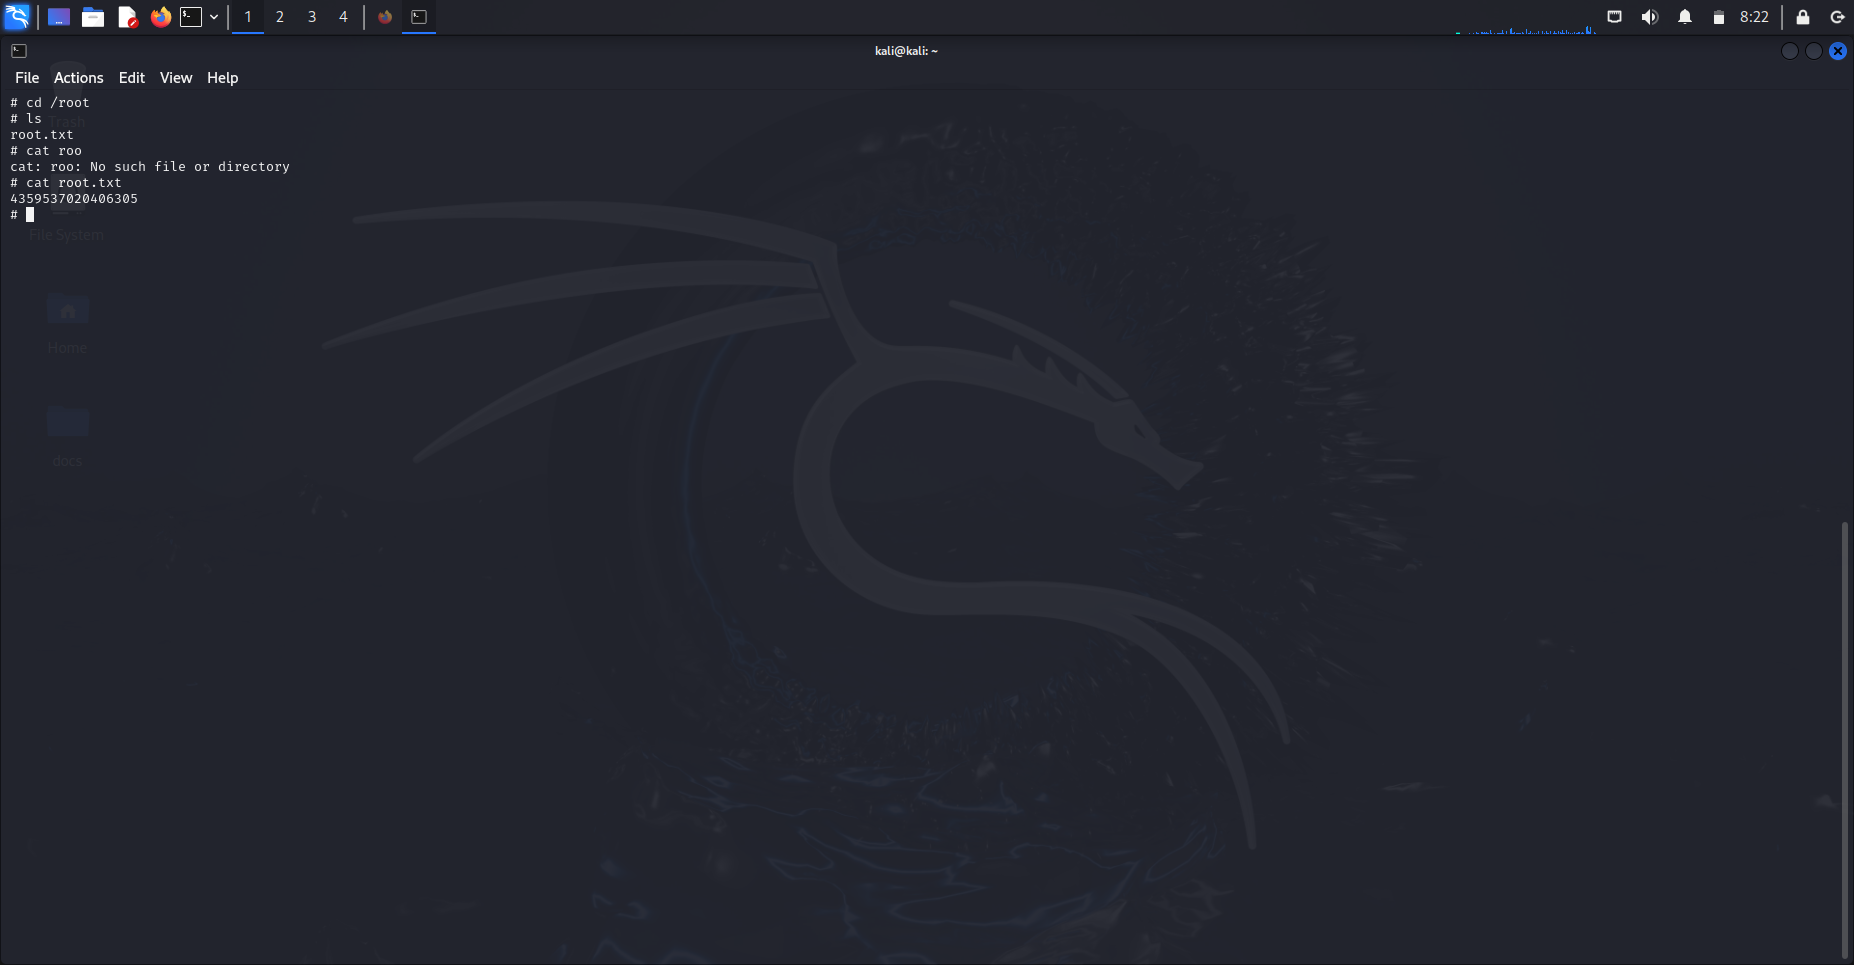 1 2 3 4
8:22
kali@kali: ~
File Actions Edit View Help
# cd /root
# ls
Trash
root.txt
# cat roo
cat: roo: No such file or directory
# cat root.txt
4359537020406305
#
File System
Home
docs